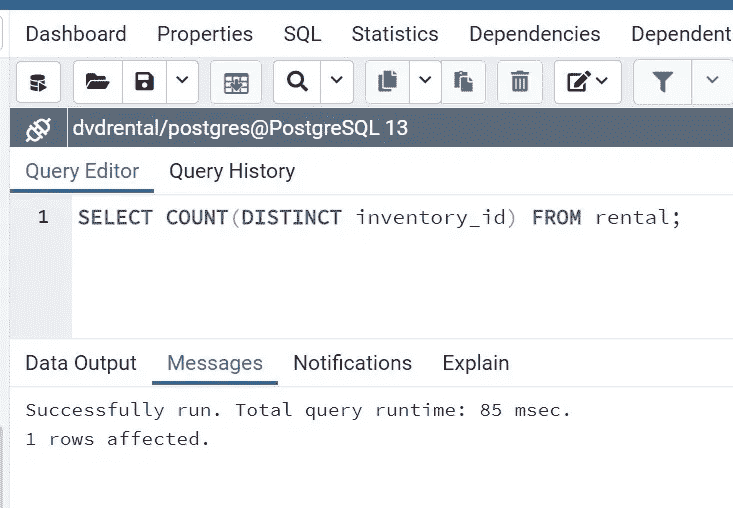 Dashboard Properties SQL Statistics Dependencies Dependent
dvdrental/postgres@PostgreSQL 13
Query Editor Query History
1 SELECT COUNT(DISTINCT inventory_id) FROM rental;
Data Output Messages Notifications Explain
Successfully run. Total query runtime: 85 msec.
1 rows affected.